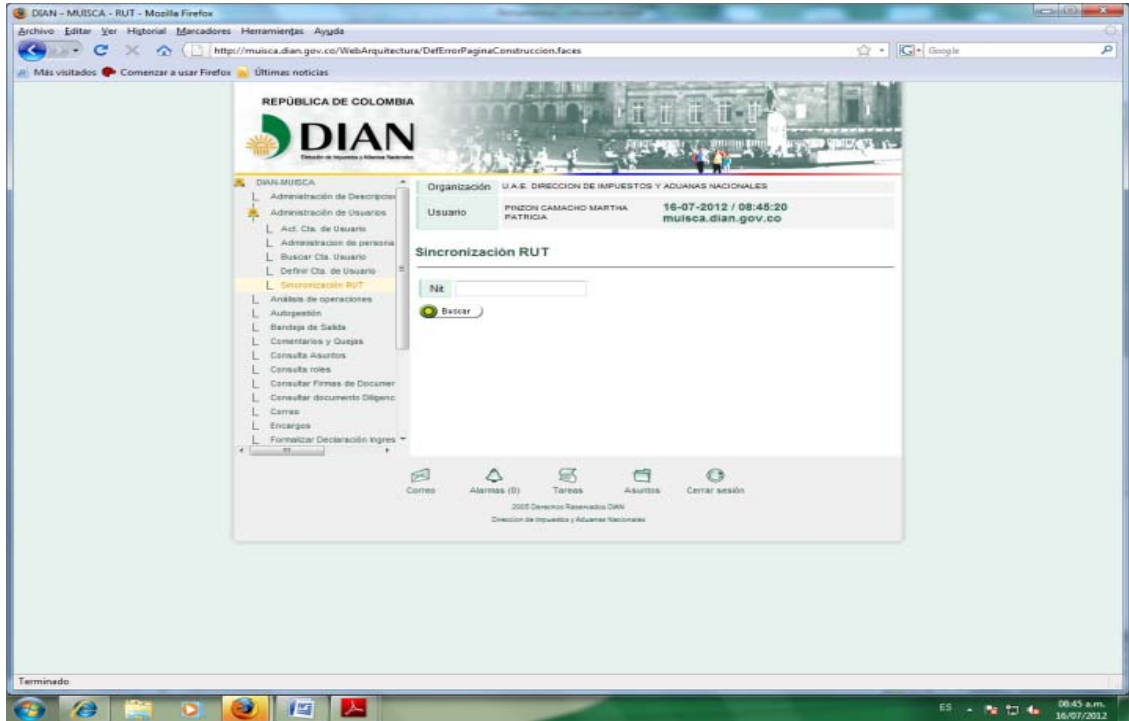 DIAN - MUISCA - RUT - Mozilla Firefox
Archivo Editar Ver Historial Marcadores Herramientas Ayuda
http://muisca.dian.gov.co/WebArquitectura/DefErrorPaginaConstruccion.faces
Google
Más visitados Comenzar a usar Firefox Últimas noticias
REPÚBLICA DE COLOMBIA
DIAN
Dirección de Impuestos y Aduanas Nacionales
DIAN-MUISCA
Administración de Descripcion
Administración de Usuarios
Act. Cta. de Usuario
Administracion de persona
Buscar Cta. Usuario
Definir Cta. de Usuario
Sincronización RUT
Análisis de operaciones
Autogestión
Bandeja de Salida
Comentarios y Quejas
Consulta Asuntos
Consulta roles
Consultar Firmas de Documer
Consultar documento Diligenc
Correo
Encargos
Formalizar Declaración Ingres
Organización U.A.E. DIRECCION DE IMPUESTOS Y ADUANAS NACIONALES
Usuario PINZON CAMACHO MARTHA PATRICIA 16-07-2012 / 08:45:20
muisca.dian.gov.co
Sincronización RUT
Nit
Buscar
Correo Alarmas (0) Tareas Asuntos Cerrar sesión
2005 Derechos Reservados DIAN
Direccion de Impuestos y Aduanas Nacionales
Terminado
ES 08:45 a.m.
16/07/2012